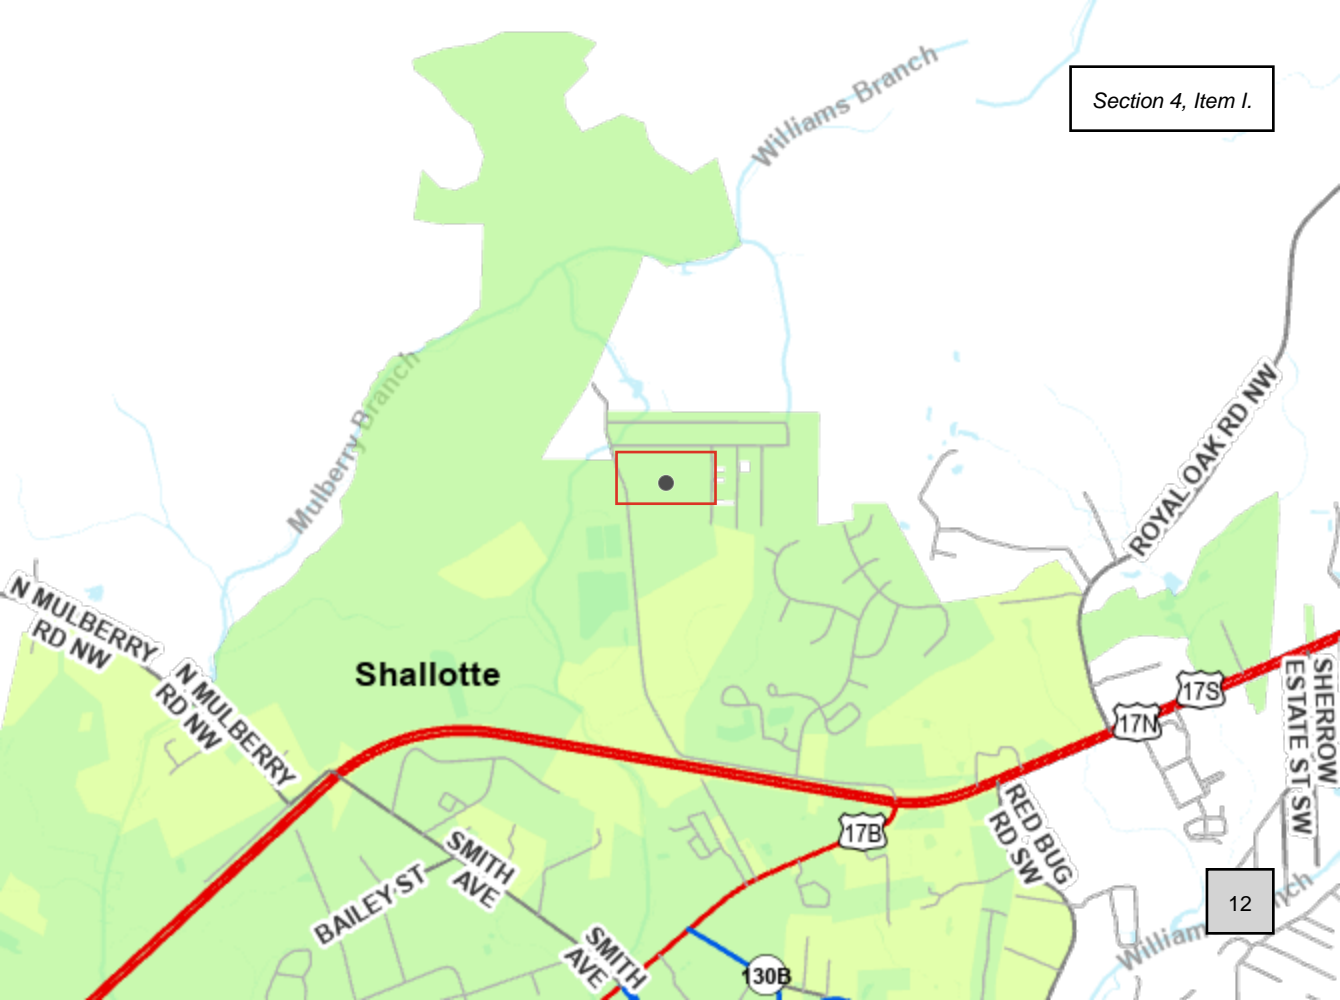 Williams Branch
Section 4, Item I.
Mulberry Branch
ROYAL OAK RD NW
N MULBERRY
RD NW
N MULBERRY
RD NW
Shallotte
17S
17N
SHERROW
ESTATE ST SW
17B
RED BUG
RD SW
SMITH
AVE
BAILEY ST
SMITH
AVE
130B
12